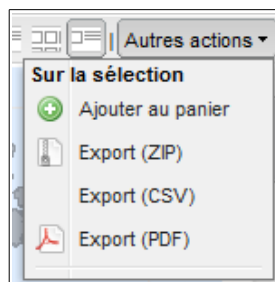 Autres actions
Sur la sélection
Ajouter au panier
Export (ZIP)
Export (CSV)
Export (PDF)